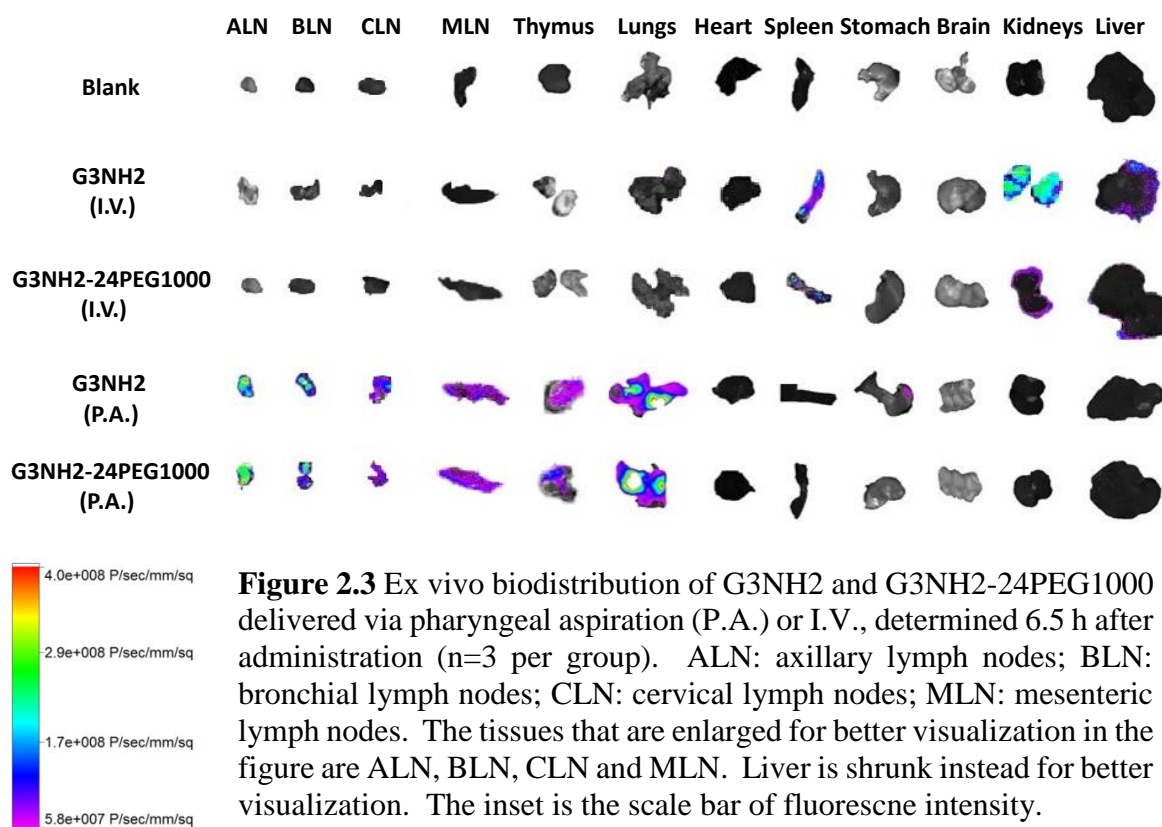 ALN BLN CLN MLN Thymus Lungs Heart Spleen Stomach Brain Kidneys Liver
Blank
G3NH2
(I.V.)
G3NH2-24PEG1000
(I.V.)
G3NH2
(P.A.)
G3NH2-24PEG1000
(P.A.)
4.0e+008 P/sec/mm/sq
2.9e+008 P/sec/mm/sq
1.7e+008 P/sec/mm/sq
5.8e+007 P/sec/mm/sq
Figure 2.3 Ex vivo biodistribution of G3NH2 and G3NH2-24PEG1000
delivered via pharyngeal aspiration (P.A.) or I.V., determined 6.5 h after
administration (n=3 per group). ALN: axillary lymph nodes; BLN:
bronchial lymph nodes; CLN: cervical lymph nodes; MLN: mesenteric
lymph nodes. The tissues that are enlarged for better visualization in the
figure are ALN, BLN, CLN and MLN. Liver is shrunk instead for better
visualization. The inset is the scale bar of fluorescne intensity.